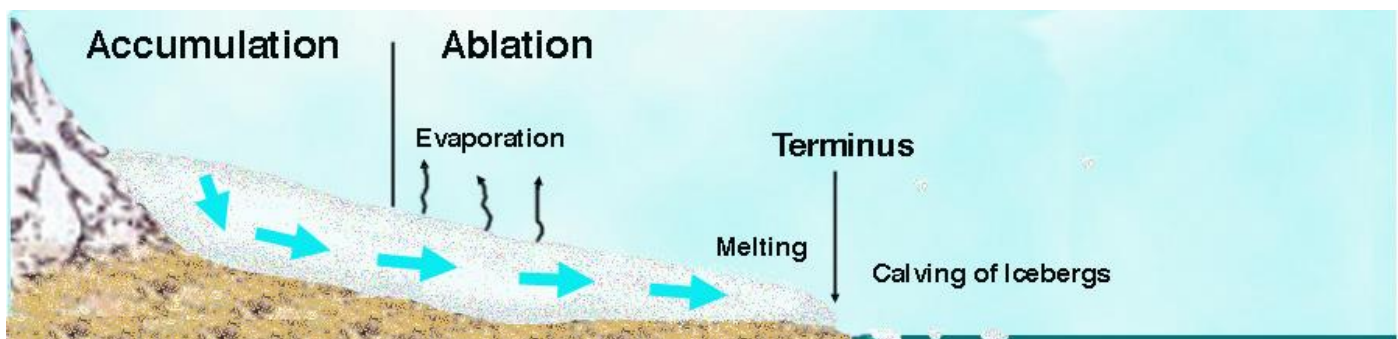 Accumulation
Ablation
Evaporation
Terminus
Melting
Calving of Icebergs